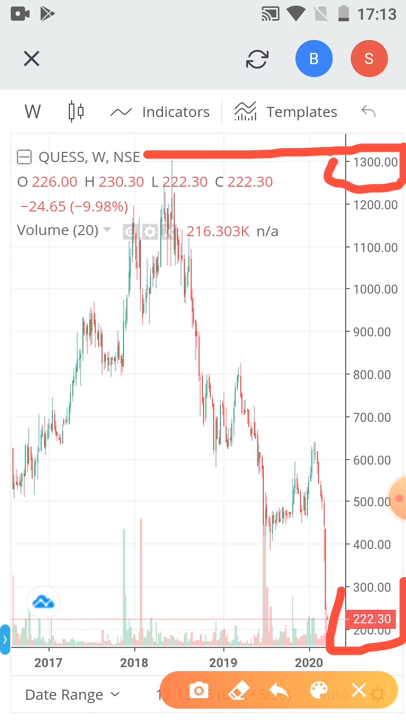 17:13
B S
W Indicators Templates
QUESS, W, NSE
O 226.00 H 230.30 L 222.30 C 222.30
−24.65 (−9.98%)
Volume (20) 216.303K n/a
1300.00
1200.00
1100.00
1000.00
900.00
800.00
700.00
600.00
500.00
400.00
300.00
222.30
200.00
2017 2018 2019 2020
Date Range